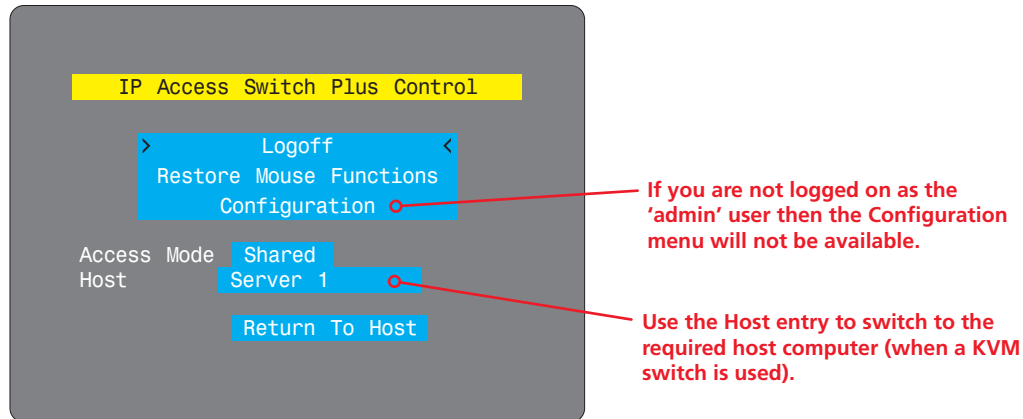 IP Access Switch Plus Control
> Logoff <
Restore Mouse Functions
Configuration
If you are not logged on as the
‘admin’ user then the Configuration
menu will not be available.
Access Mode Shared
Host Server 1
Return To Host
Use the Host entry to switch to the
required host computer (when a KVM
switch is used).